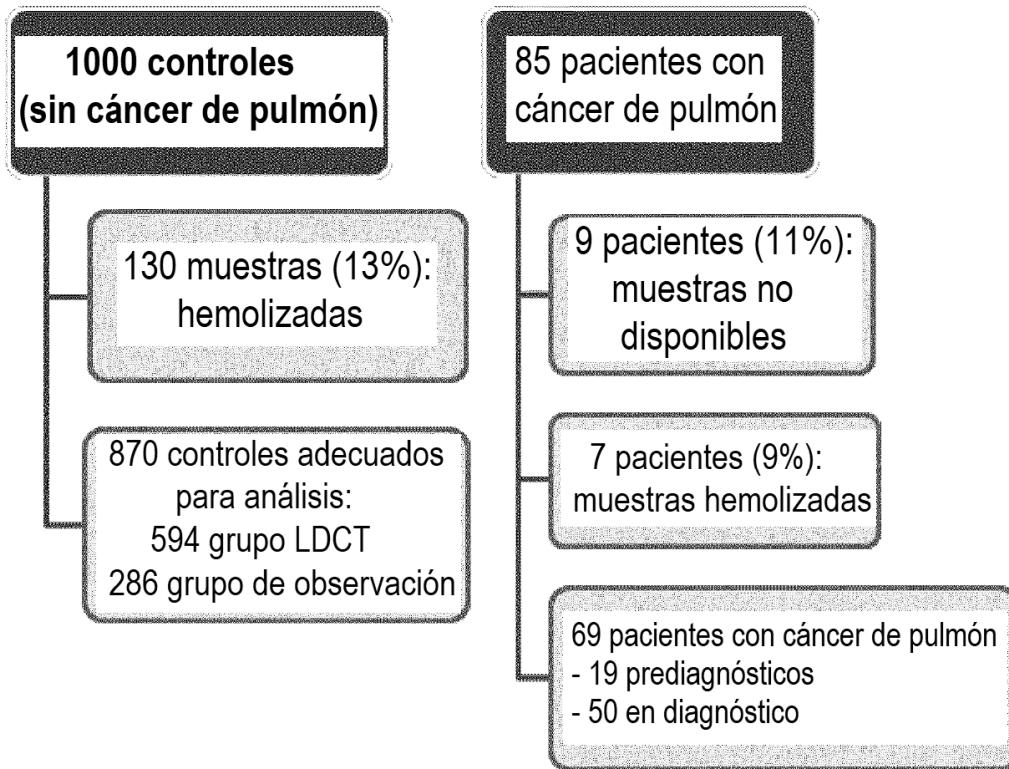 1000 controles
(sin cáncer de pulmón)
130 muestras (13%):
hemolizadas
870 controles adecuados
para análisis:
594 grupo LDCT
286 grupo de observación
85 pacientes con
cáncer de pulmón
9 pacientes (11%):
muestras no
disponibles
7 pacientes (9%):
muestras hemolizadas
69 pacientes con cáncer de pulmón
- 19 prediagnósticos
- 50 en diagnóstico